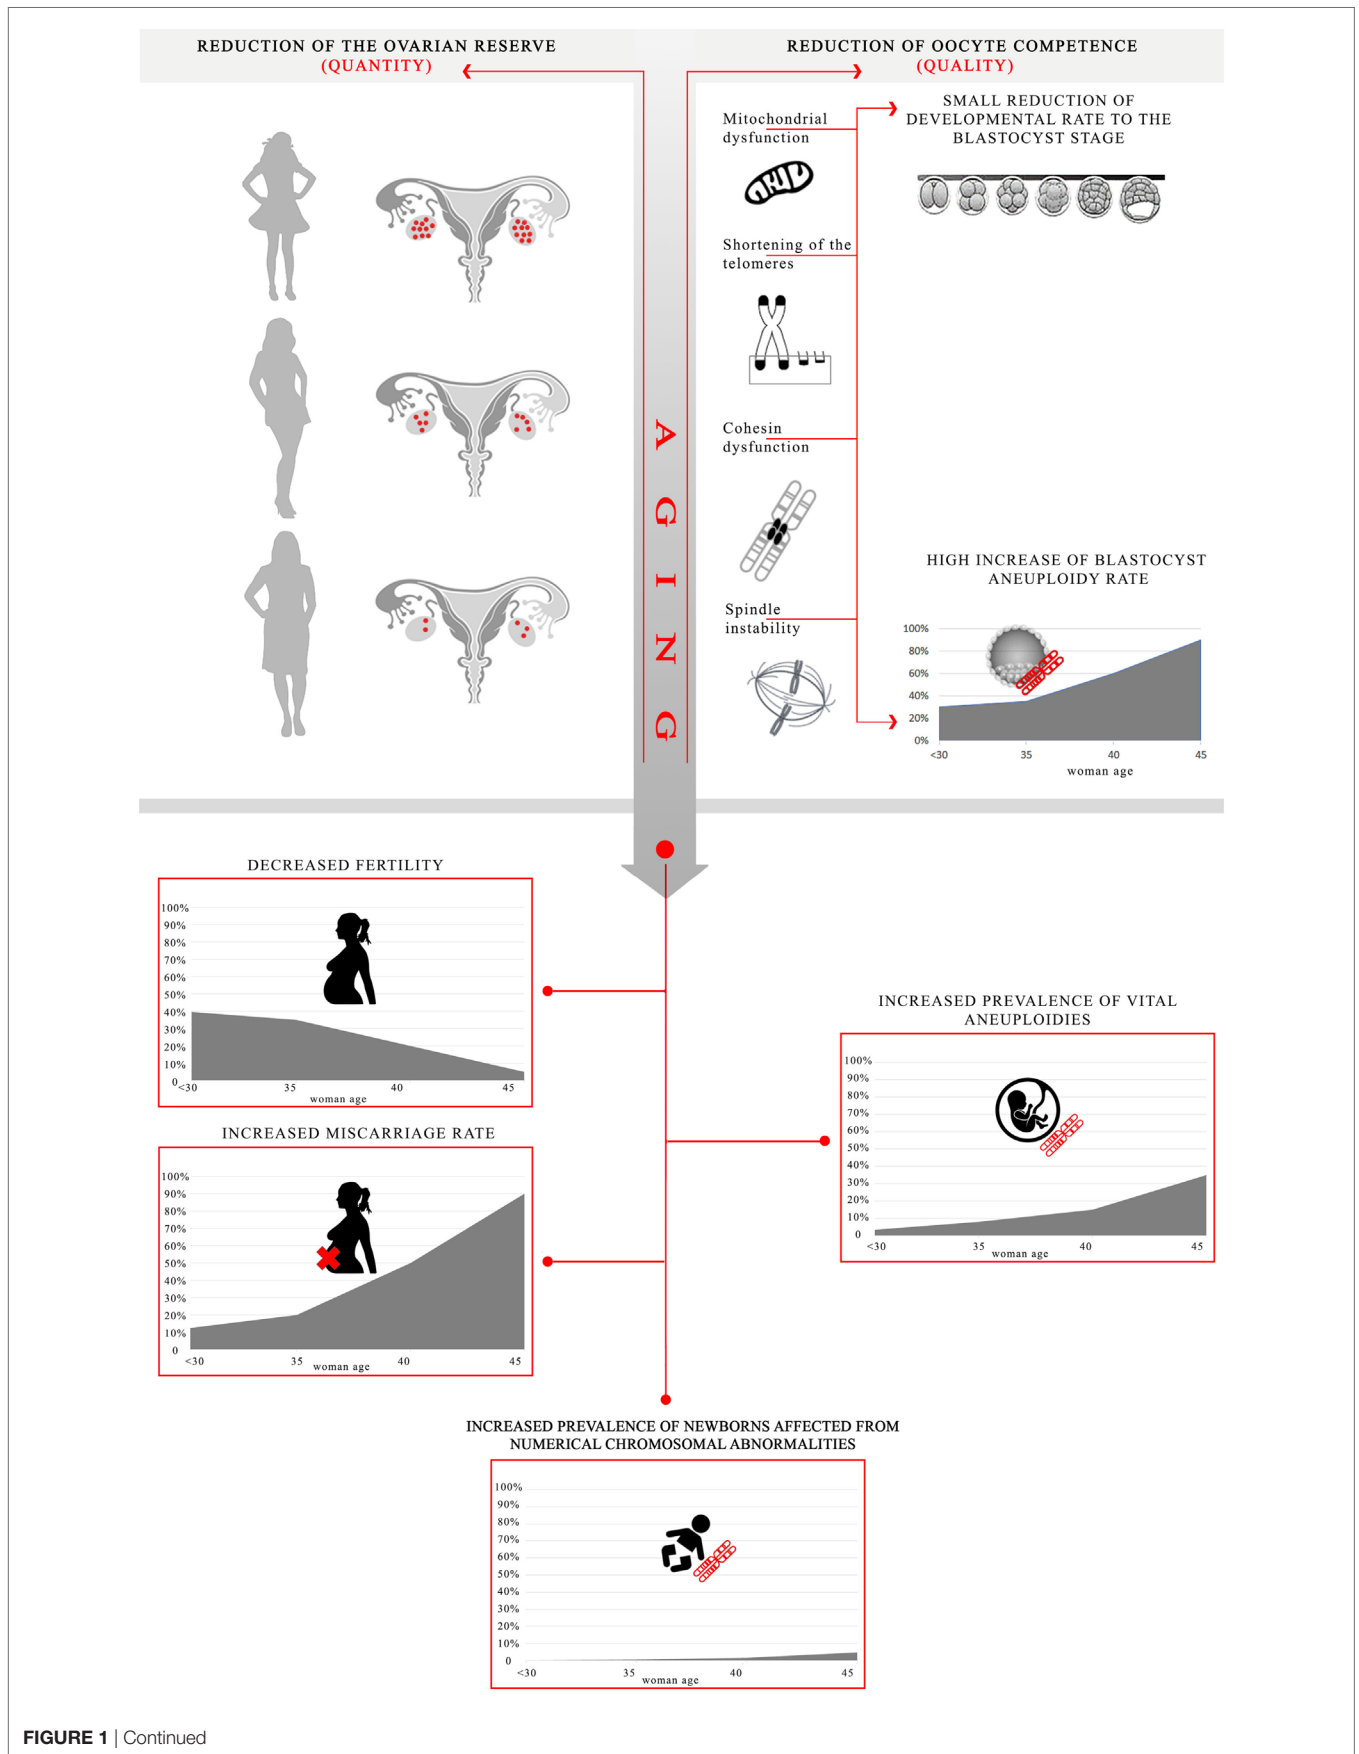 REDUCTION OF THE OVARIAN RESERVE
(QUANTITY)
REDUCTION OF OOCYTE COMPETENCE
(QUALITY)
Mitochondrial
dysfunction
SMALL REDUCTION OF
DEVELOPMENTAL RATE TO THE
BLASTOCYST STAGE
Shortening of the
telomeres
Cohesin
dysfunction
Spindle
instability
AGING
HIGH INCREASE OF BLASTOCYST
ANEUPLOIDY RATE
100%
80%
60%
40%
20%
0%
<30 35 40 45
woman age
DECREASED FERTILITY
100%
90%
80%
70%
60%
50%
40%
30%
20%
10%
0
<30 35 40 45
woman age
INCREASED MISCARRIAGE RATE
100%
90%
80%
70%
60%
50%
40%
30%
20%
10%
0
<30 35 40 45
woman age
INCREASED PREVALENCE OF VITAL
ANEUPLOIDIES
100%
90%
80%
70%
60%
50%
40%
30%
20%
10%
0
<30 35 40 45
woman age
INCREASED PREVALENCE OF NEWBORNS AFFECTED FROM
NUMERICAL CHROMOSOMAL ABNORMALITIES
100%
90%
80%
70%
60%
50%
40%
30%
20%
10%
0
<30 35 40 45
woman age
FIGURE 1 | Continued